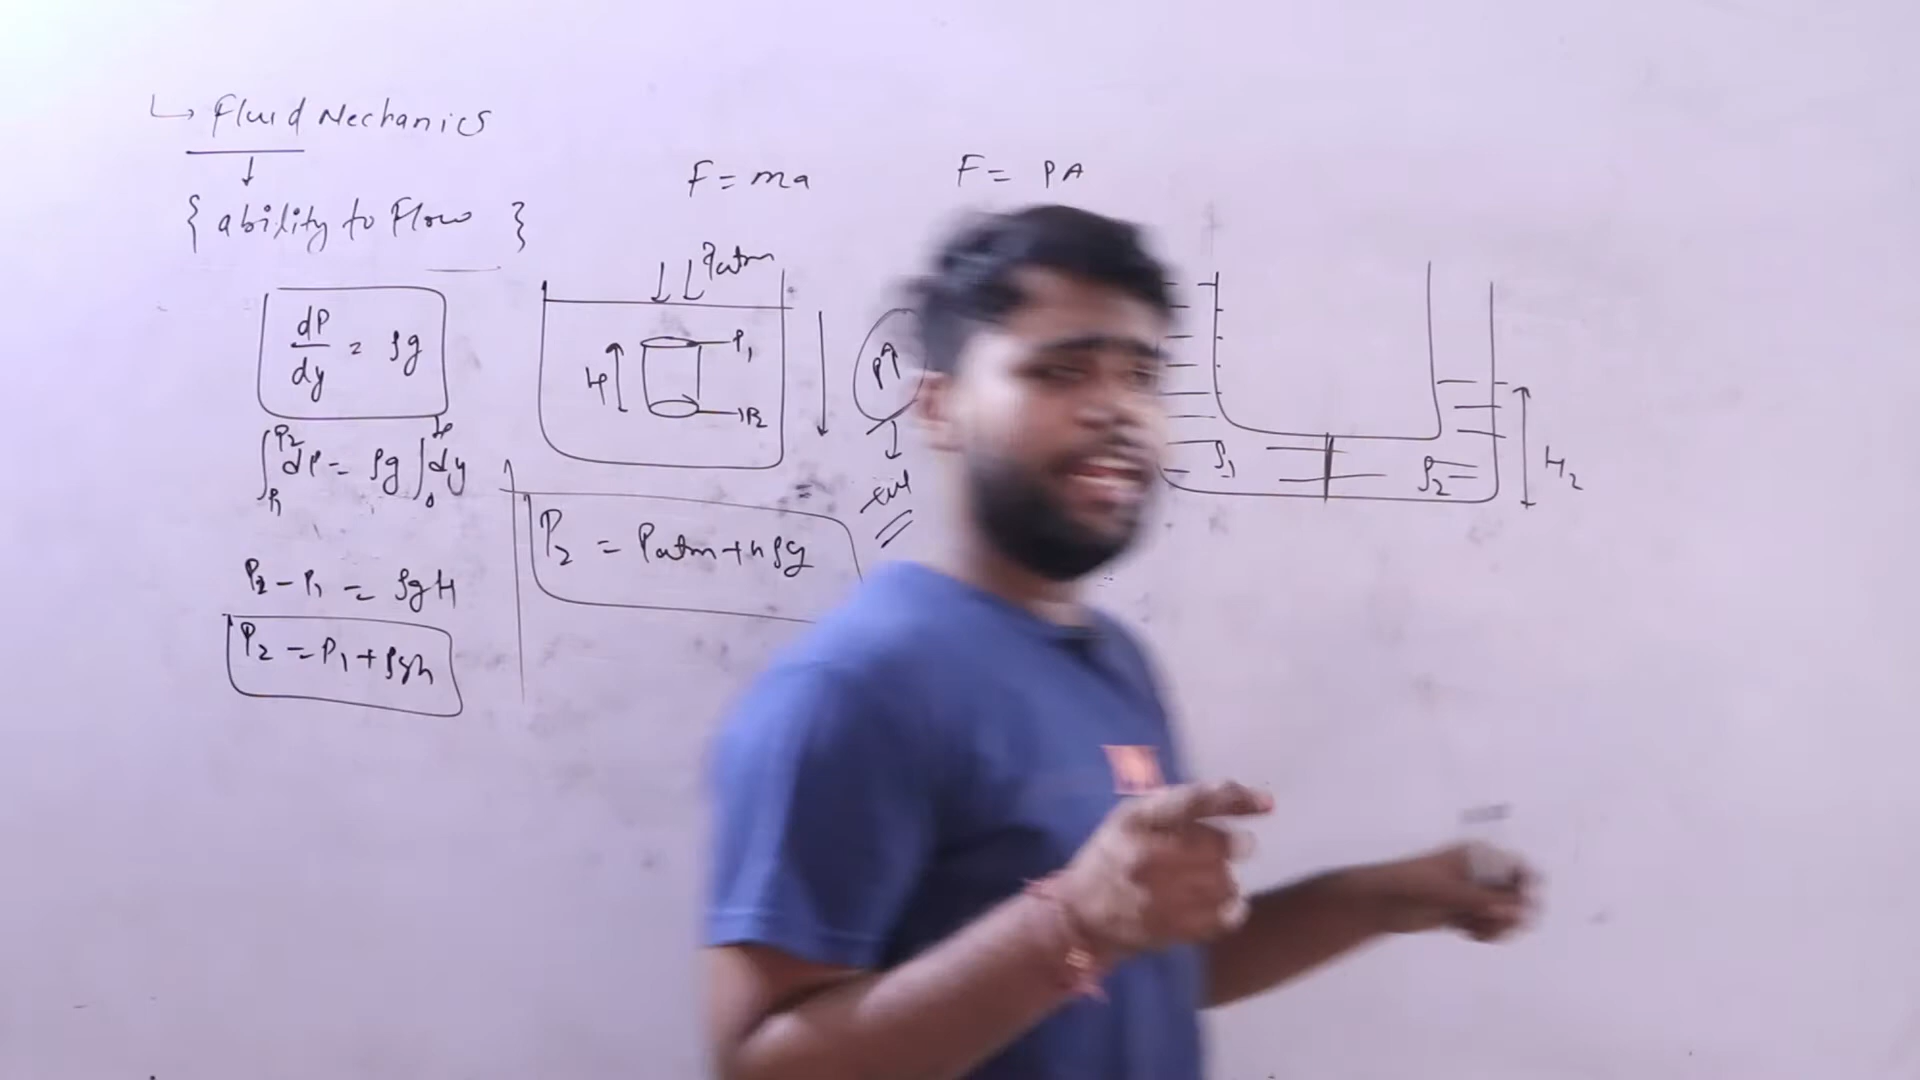 ↳ Fluid Mechanics
↓
{ ability to Flow }
F = ma
F = PA
Patm
dP/dy = ρg
H
P1
P2
P↑
∫_{P1}^{P2} dP = ρg ∫_0 dy
ρ1
ρ2
H2
P2 = Patm + hρg
P2 - P1 = ρgH
P2 = P1 + ρgh